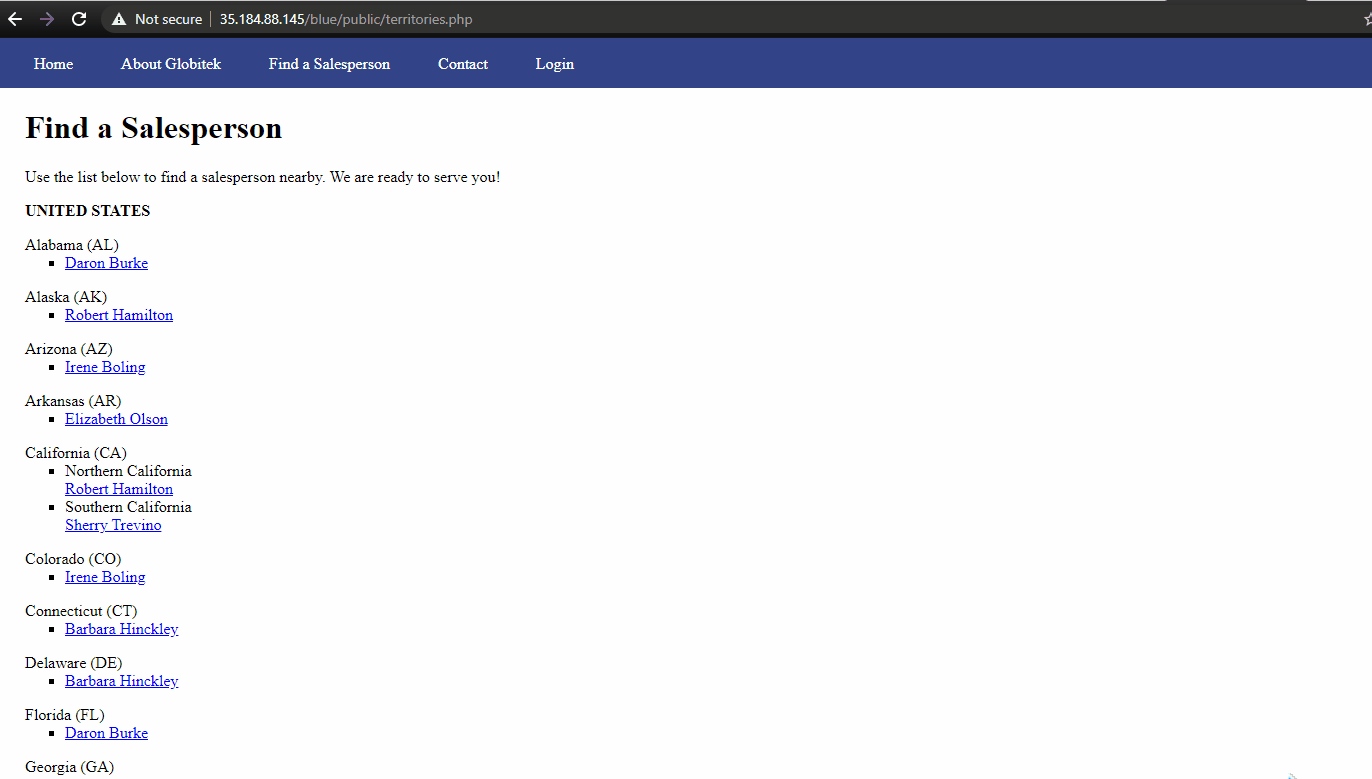 Not secure | 35.184.88.145/blue/public/territories.php
Home About Globitek Find a Salesperson Contact Login
Find a Salesperson
Use the list below to find a salesperson nearby. We are ready to serve you!
UNITED STATES
Alabama (AL)
Daron Burke
Alaska (AK)
Robert Hamilton
Arizona (AZ)
Irene Boling
Arkansas (AR)
Elizabeth Olson
California (CA)
Northern California
Robert Hamilton
Southern California
Sherry Trevino
Colorado (CO)
Irene Boling
Connecticut (CT)
Barbara Hinckley
Delaware (DE)
Barbara Hinckley
Florida (FL)
Daron Burke
Georgia (GA)